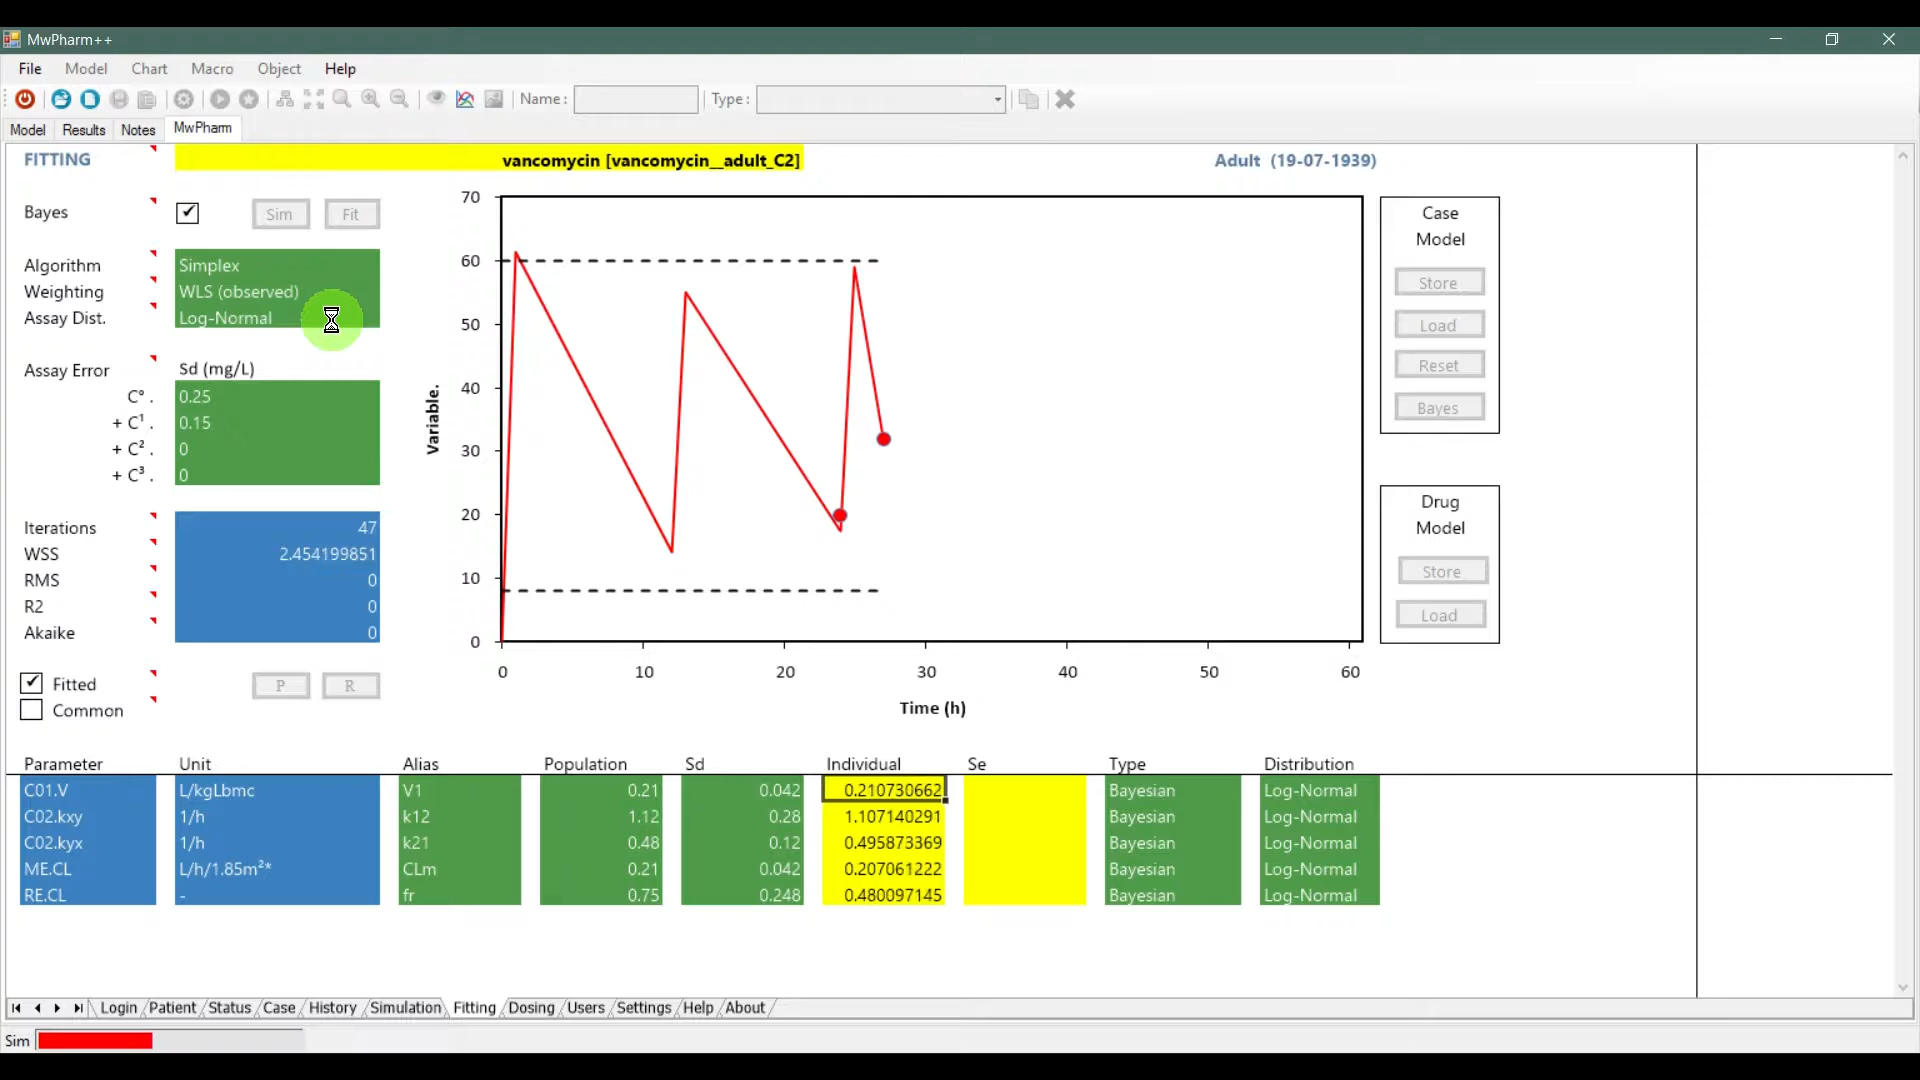 MwPharm++
File Model Chart Macro Object Help
Name: Type:
Model Results Notes MwPharm
FITTING vancomycin [vancomycin__adult_C2] Adult (19-07-1939)
Bayes Sim Fit
Algorithm Simplex
Weighting WLS (observed)
Assay Dist. Log-Normal
Assay Error Sd (mg/L)
C° . 0.25
+ C¹ . 0.15
+ C² . 0
+ C³ . 0
Iterations 47
WSS 2.454199851
RMS 0
R2 0
Akaike 0
Fitted P R
Common
Variable.
70
60
50
40
30
20
10
0
0 10 20 30 40 50 60
Time (h)
Case
Model
Store
Load
Reset
Bayes
Drug
Model
Store
Load
Parameter Unit Alias Population Sd Individual Se Type Distribution
C01.V L/kgLbmc V1 0.21 0.042 0.210730662 Bayesian Log-Normal
C02.kxy 1/h k12 1.12 0.28 1.107140291 Bayesian Log-Normal
C02.kyx 1/h k21 0.48 0.12 0.495873369 Bayesian Log-Normal
ME.CL L/h/1.85m²* CLm 0.21 0.042 0.207061222 Bayesian Log-Normal
RE.CL - fr 0.75 0.248 0.480097145 Bayesian Log-Normal
Login Patient Status Case History Simulation Fitting Dosing Users Settings Help About
Sim